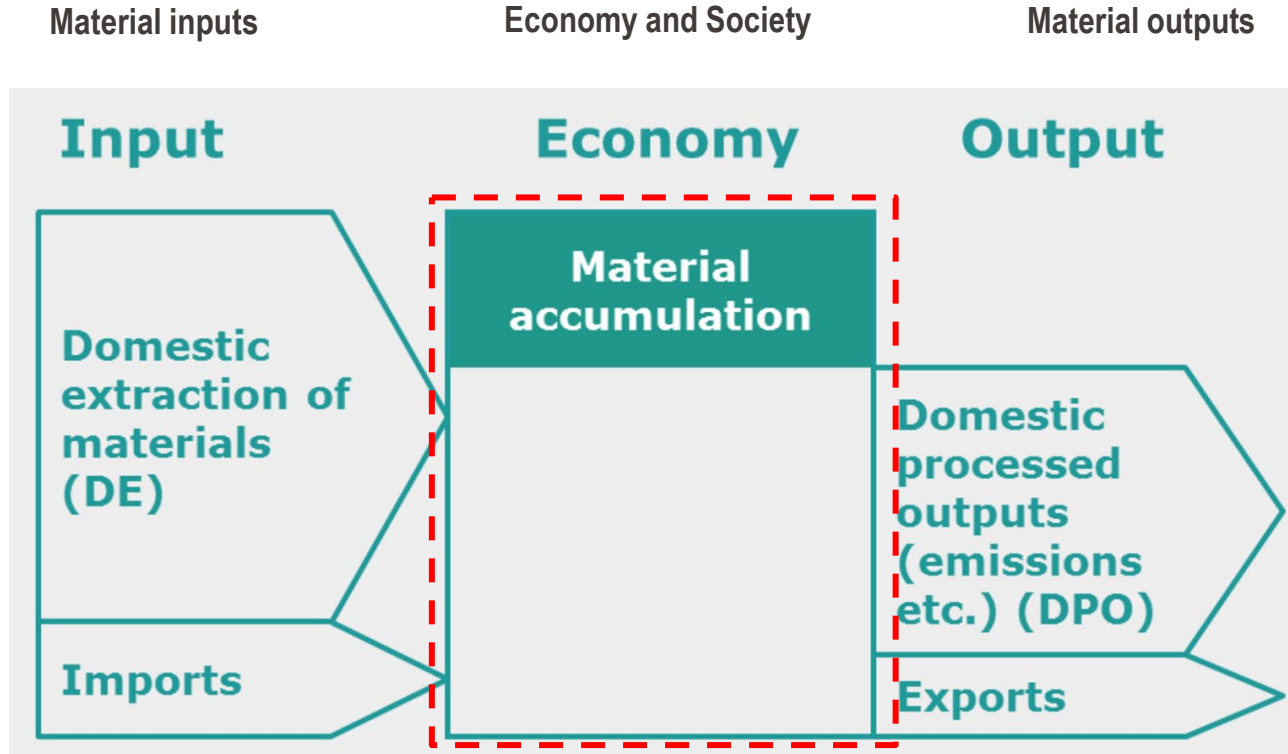 Material inputs
Economy and Society
Material outputs
Input
Economy
Output
Material
accumulation
Domestic
extraction of
materials
(DE)
Imports
Domestic
processed
outputs
(emissions
etc.) (DPO)
Exports